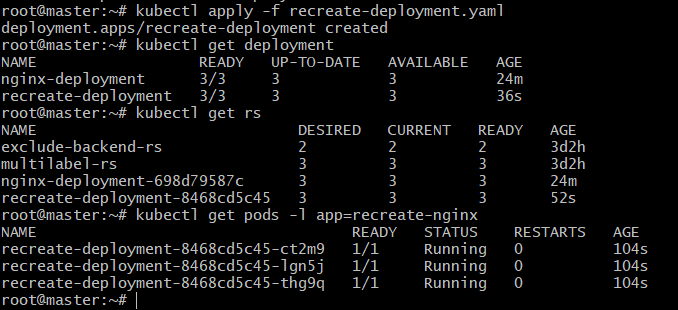 root@master:~# kubectl apply -f recreate-deployment.yaml
deployment.apps/recreate-deployment created
root@master:~# kubectl get deployment
NAME READY UP-TO-DATE AVAILABLE AGE
nginx-deployment 3/3 3 3 24m
recreate-deployment 3/3 3 3 36s
root@master:~# kubectl get rs
NAME DESIRED CURRENT READY AGE
exclude-backend-rs 2 2 2 3d2h
multilabel-rs 3 3 3 3d2h
nginx-deployment-698d79587c 3 3 3 24m
recreate-deployment-8468cd5c45 3 3 3 52s
root@master:~# kubectl get pods -l app=recreate-nginx
NAME READY STATUS RESTARTS AGE
recreate-deployment-8468cd5c45-ct2m9 1/1 Running 0 104s
recreate-deployment-8468cd5c45-lgn5j 1/1 Running 0 104s
recreate-deployment-8468cd5c45-thg9q 1/1 Running 0 104s
root@master:~#